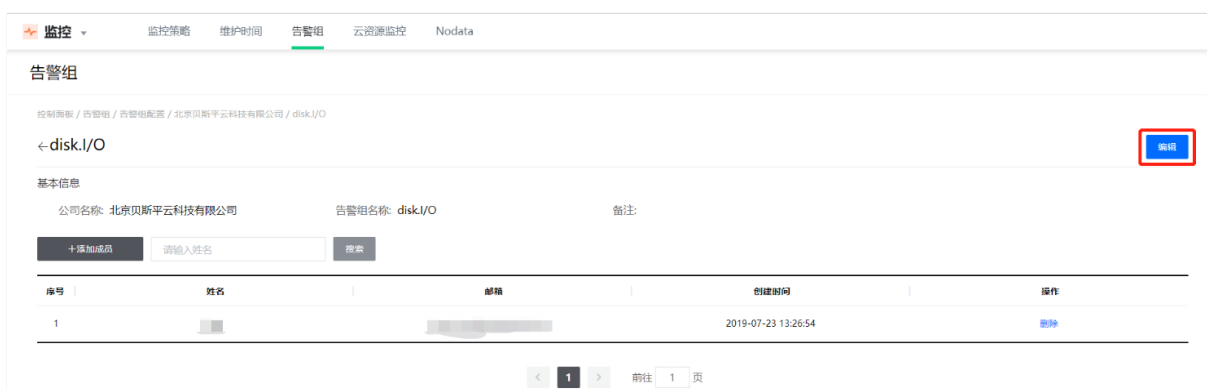 监控 监控策略 维护时间 告警组 云资源监控 Nodata
告警组
控制面板 / 告警组 / 告警组配置 / 北京贝斯平云科技有限公司 / disk.I/O
←disk.I/O 编辑
基本信息
公司名称: 北京贝斯平云科技有限公司 告警组名称: disk.I/O 备注:
＋添加成员 请输入姓名 搜索
序号 姓名 邮箱 创建时间 操作
1 2019-07-23 13:26:54 删除
< 1 > 前往 1 页